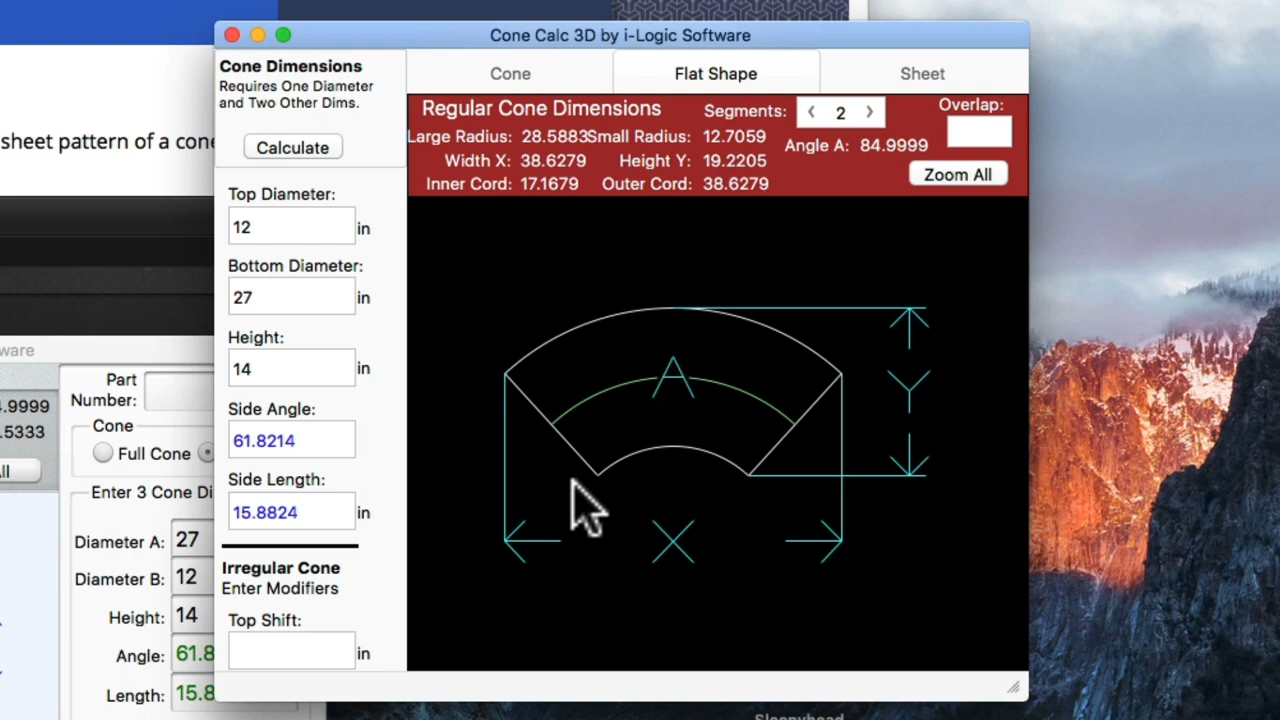 Cone Calc 3D by i-Logic Software
Cone Dimensions
Requires One Diameter
and Two Other Dims.
Calculate
Top Diameter:
12 in
Bottom Diameter:
27 in
Height:
14 in
Side Angle:
61.8214
Side Length:
15.8824 in
Irregular Cone
Enter Modifiers
Top Shift:
in
Cone Flat Shape Sheet
Regular Cone Dimensions Segments: 2 Overlap:
Large Radius: 28.5883 Small Radius: 12.7059 Angle A: 84.9999
Width X: 38.6279 Height Y: 19.2205 Zoom All
Inner Cord: 17.1679 Outer Cord: 38.6279
A
Y
X
sheet pattern of a cone
ware
.9999
.5333
Part
Number:
Cone
Full Cone
Enter 3 Cone Di
Diameter A: 27
Diameter B: 12
Height: 14
Angle: 61.8
Length: 15.8